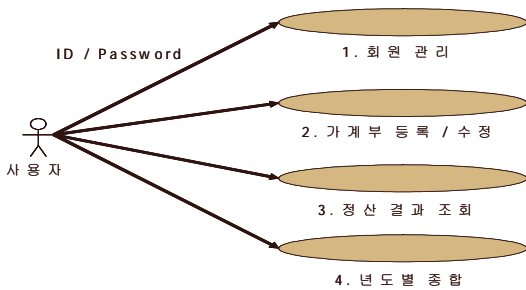 ID / Password
1. 회원 관리
2. 가계부 등록 / 수정
사용자
3. 정산 결과 조회
4. 년도별 종합